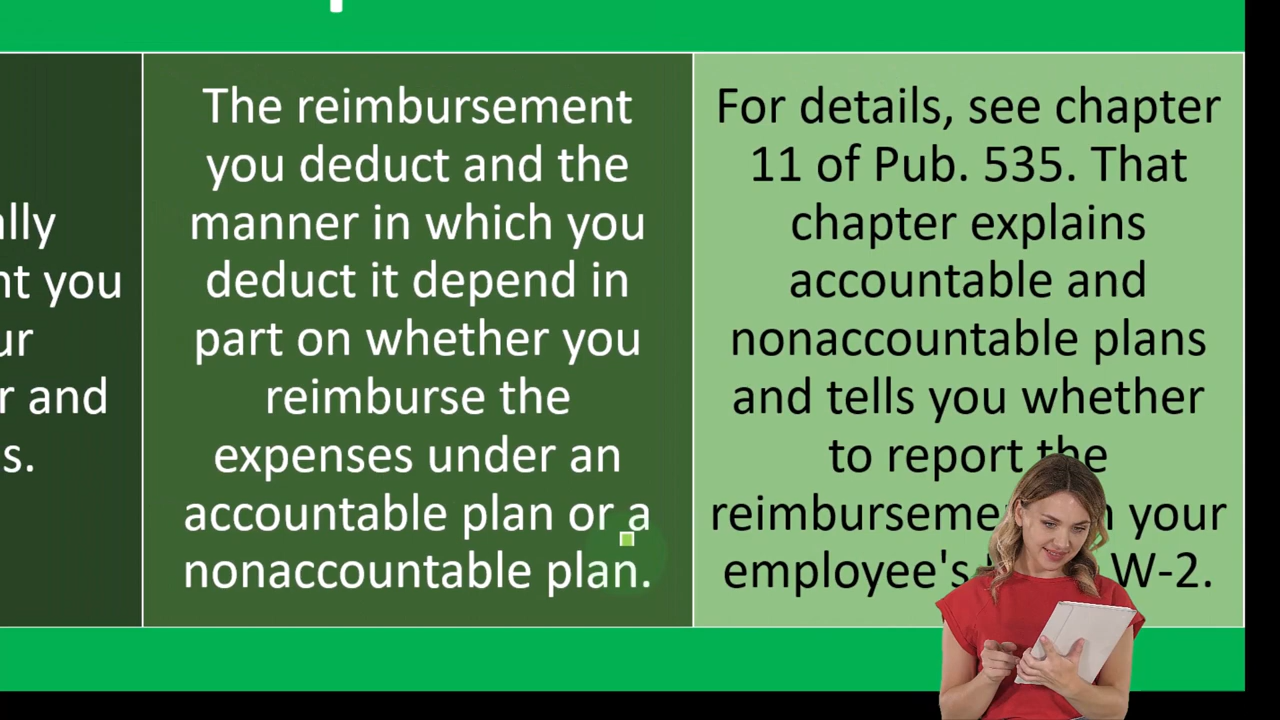 ally
nt you
ur
r and
s.
The reimbursement
you deduct and the
manner in which you
deduct it depend in
part on whether you
reimburse the
expenses under an
accountable plan or a
nonaccountable plan.
For details, see chapter
11 of Pub. 535. That
chapter explains
accountable and
nonaccountable plans
and tells you whether
to report the
reimburseme your
employee's W-2.